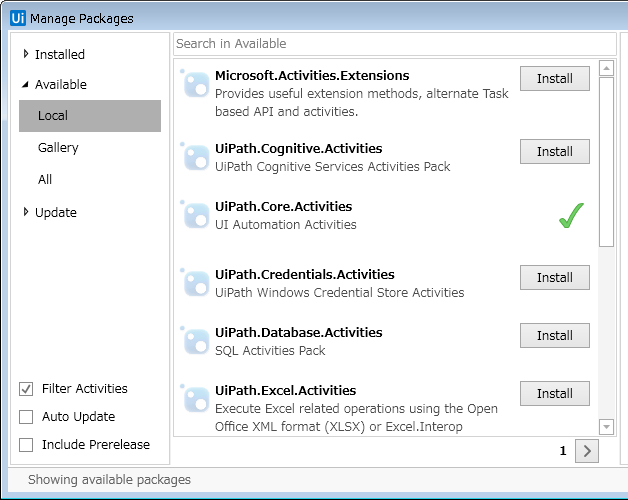 Ui Manage Packages
Installed
Available
Local
Gallery
All
Update
Filter Activities
Auto Update
Include Prerelease
Search in Available
Microsoft.Activities.Extensions
Provides useful extension methods, alternate Task
based API and activities.
Install
UiPath.Cognitive.Activities
UiPath Cognitive Services Activities Pack
Install
UiPath.Core.Activities
UI Automation Activities
UiPath.Credentials.Activities
UiPath Windows Credential Store Activities
Install
UiPath.Database.Activities
SQL Activities Pack
Install
UiPath.Excel.Activities
Execute Excel related operations using the Open
Office XML format (XLSX) or Excel.Interop
Install
1
Showing available packages